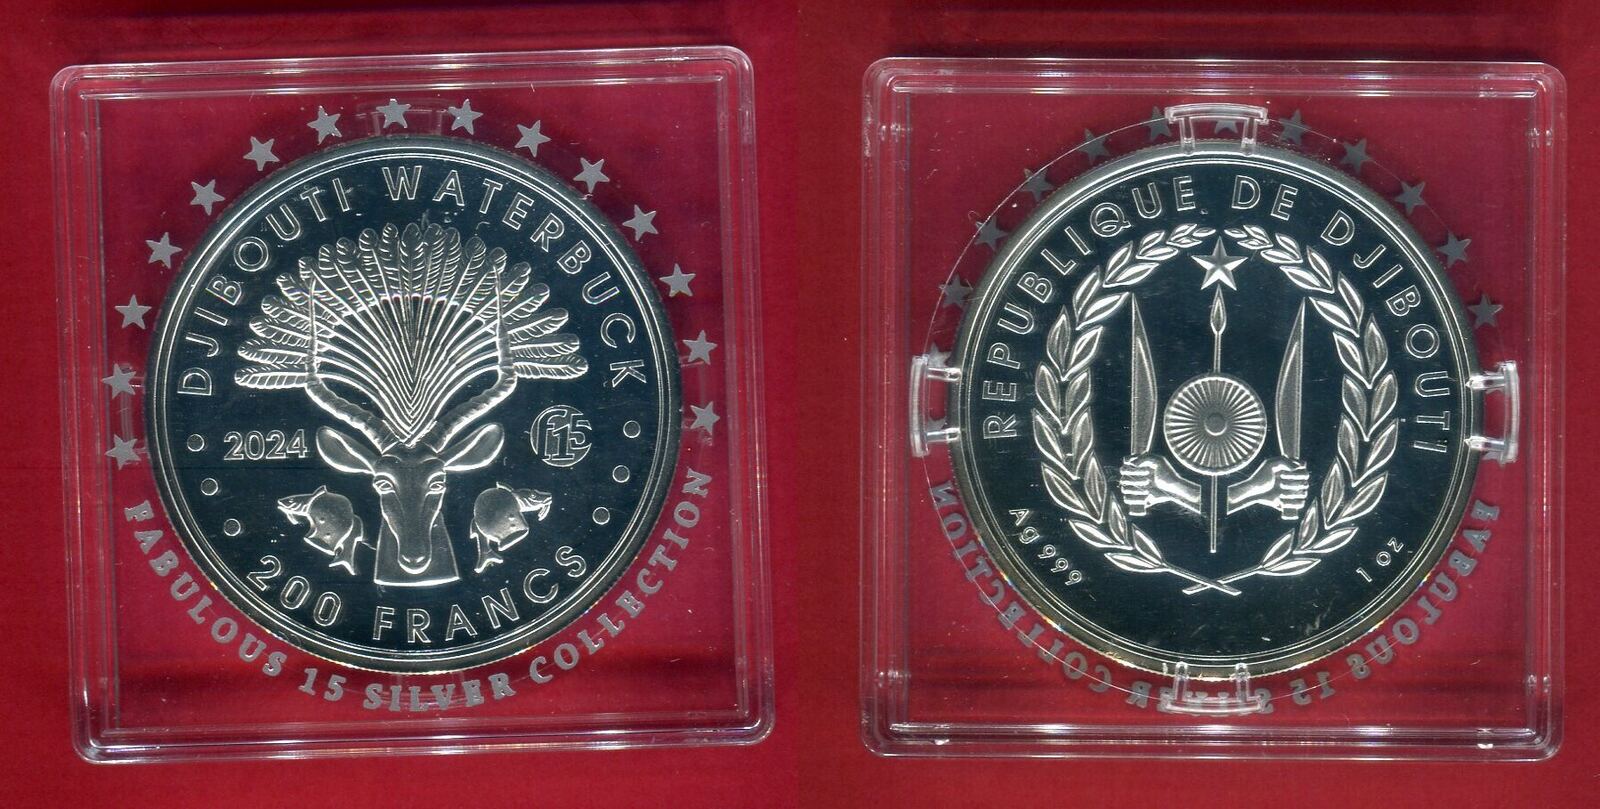 DJIBOUTI WATERBUCK
2024
f15
200 FRANCS
FABULOUS 15 SILVER COLLECTION
REPUBLIQUE DE DJIBOUTI
Ag 999
1 oz
FABULOUS 15 SILVER COLLECTION